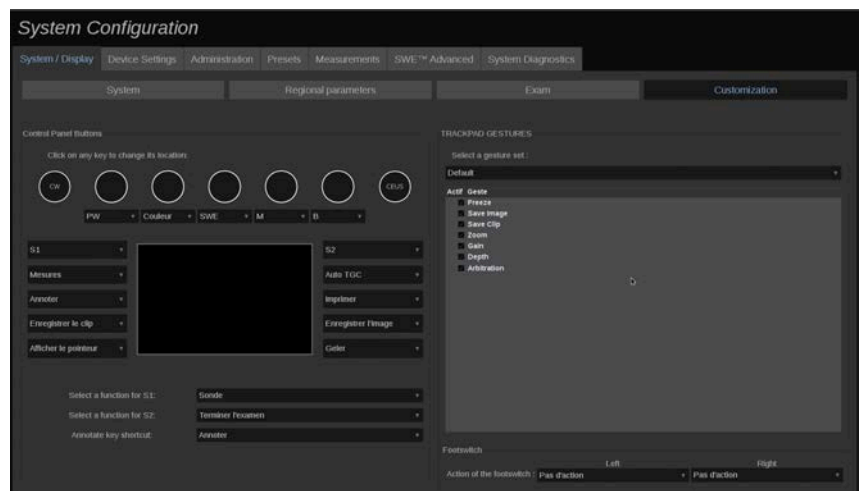 System Configuration
System / Display Device Settings Administration Presets Measurements SWE™ Advanced System Diagnostics
System Regional parameters Exam Customization
Control Panel Buttons
Click on any key to change its location:
CW CEUS
PW Couleur SWE M B
S1 S2
Mesures Auto TGC
Annoter Imprimer
Enregistrer le clip Enregistrer l'image
Afficher le pointeur Geler
Select a function for S1: Sonde
Select a function for S2: Terminer l'examen
Annotate key shortcut: Annoter
TRACKPAD GESTURES
Select a gesture set :
Default
Actif Geste
Freeze
Save Image
Save Clip
Zoom
Gain
Depth
Arbitration
Footswitch
Left Right
Action of the footswitch : Pas d'action Pas d'action